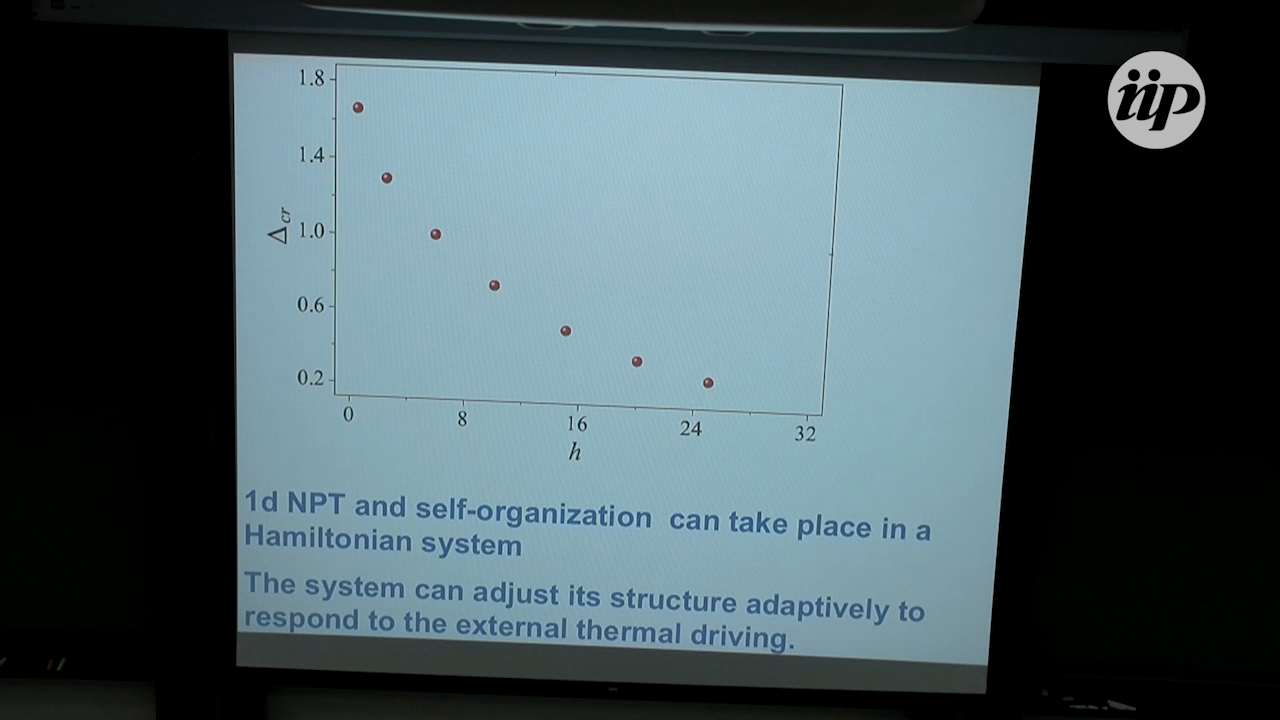 iip
1.8
1.4
1.0
0.6
0.2
Δcr
0 8 16 24 32
h
1d NPT and self-organization can take place in a
Hamiltonian system
The system can adjust its structure adaptively to
respond to the external thermal driving.